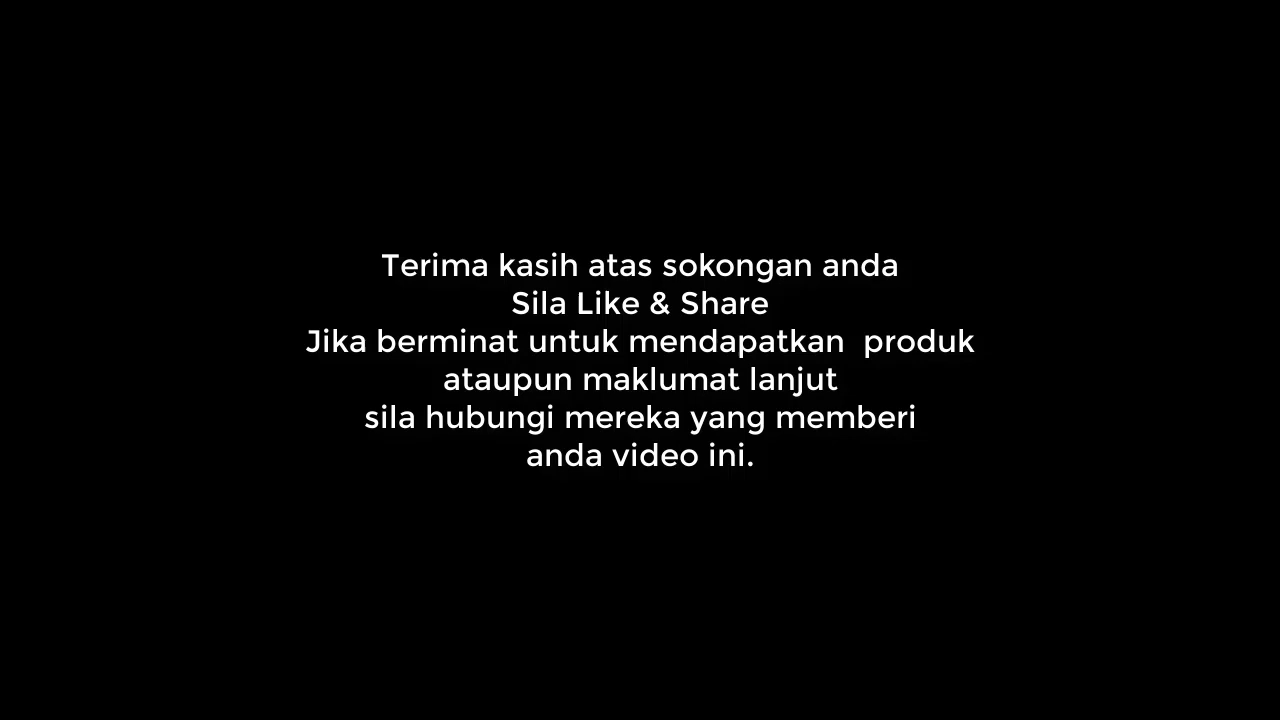 Terima kasih atas sokongan anda
Sila Like & Share
Jika berminat untuk mendapatkan  produk
ataupun maklumat lanjut
sila hubungi mereka yang memberi
anda video ini.